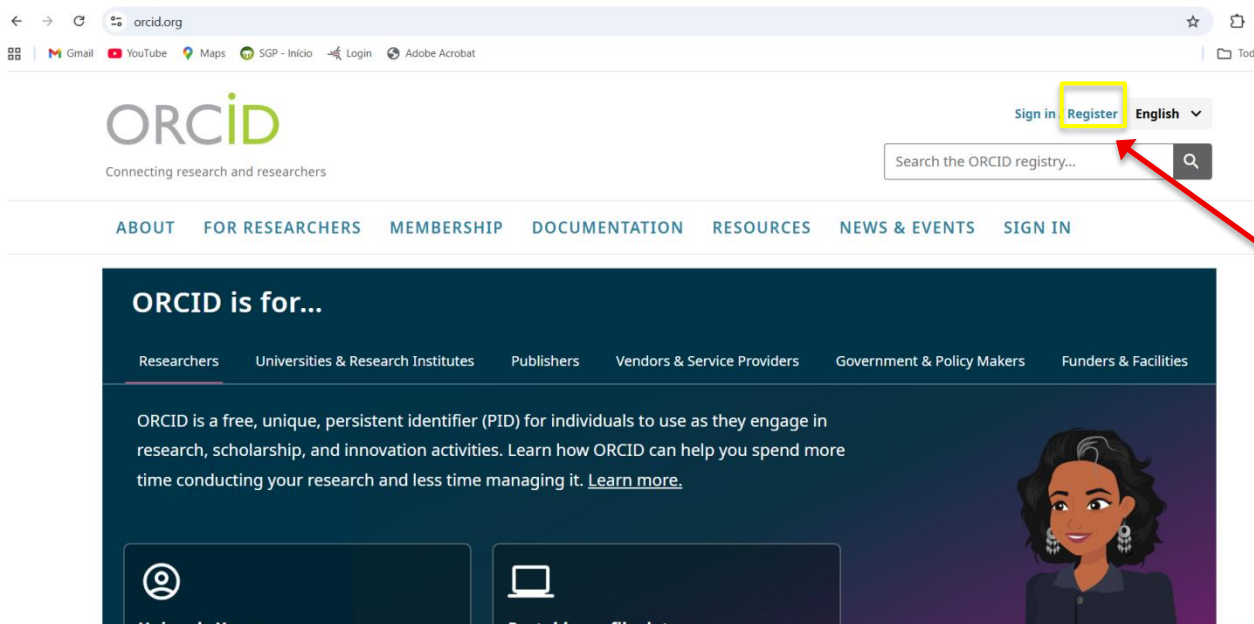 orcid.org
Gmail YouTube Maps SGP - Início Login Adobe Acrobat
ORCiD
Connecting research and researchers
Sign in Register English
Search the ORCID registry...
ABOUT FOR RESEARCHERS MEMBERSHIP DOCUMENTATION RESOURCES NEWS & EVENTS SIGN IN
ORCID is for...
Researchers Universities & Research Institutes Publishers Vendors & Service Providers Government & Policy Makers Funders & Facilities
ORCID is a free, unique, persistent identifier (PID) for individuals to use as they engage in
research, scholarship, and innovation activities. Learn how ORCID can help you spend more
time conducting your research and less time managing it. Learn more.